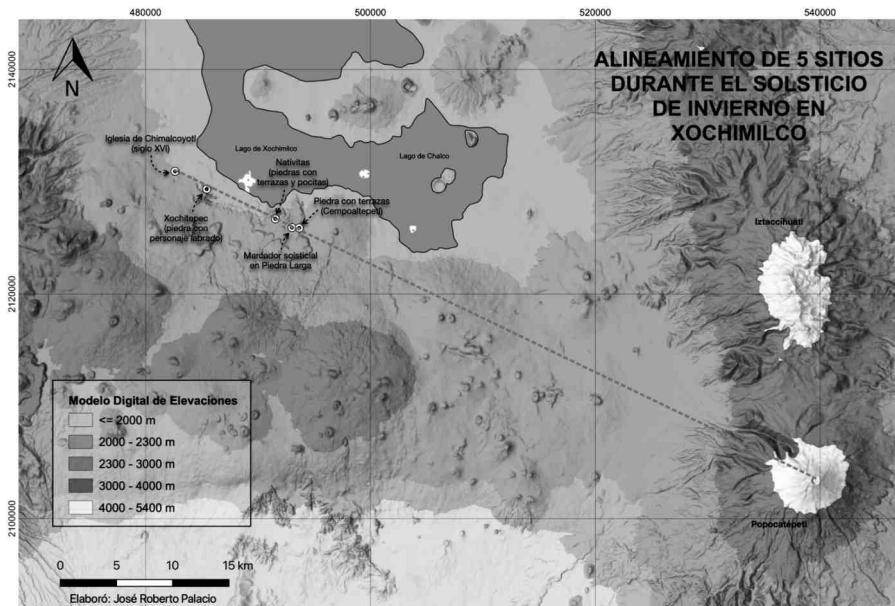 480000
500000
520000
540000
2140000
2120000
2100000
N
ALINEAMIENTO DE 5 SITIOS
DURANTE EL SOLSTICIO
DE INVIERNO EN
XOCHIMILCO
Iglesia de Chimalcoyotl
(siglo XVI)
Lago de Xochimilco
Lago de Chalco
Nativitas
(piedras con
terrazas y pocitas)
Piedra con terrazas
(Cempoaltepetl)
Xochitepec
(piedra con
personaje labrado)
Marcador solsticial
en Piedra Larga
Iztaccíhuatl
Popocatépetl
Modelo Digital de Elevaciones
<= 2000 m
2000 - 2300 m
2300 - 3000 m
3000 - 4000 m
4000 - 5400 m
0 5 10 15 km
Elaboró: José Roberto Palacio